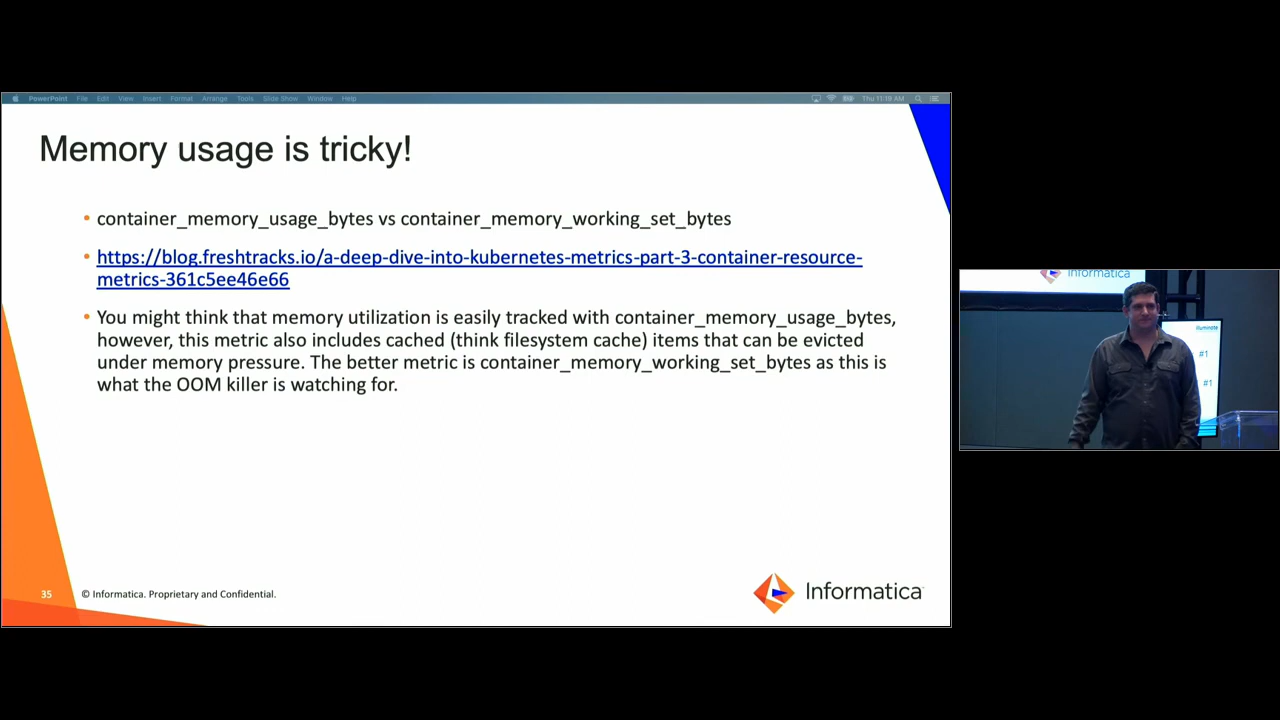 PowerPoint File Edit View Insert Format Arrange Tools Slide Show Window Help Thu 11:19 AM
Memory usage is tricky!
• container_memory_usage_bytes vs container_memory_working_set_bytes
• https://blog.freshtracks.io/a-deep-dive-into-kubernetes-metrics-part-3-container-resource-
metrics-361c5ee46e66
• You might think that memory utilization is easily tracked with container_memory_usage_bytes,
however, this metric also includes cached (think filesystem cache) items that can be evicted
under memory pressure. The better metric is container_memory_working_set_bytes as this is
what the OOM killer is watching for.
35 © Informatica. Proprietary and Confidential.
Informatica
Informatica
illuminate
#1
#1